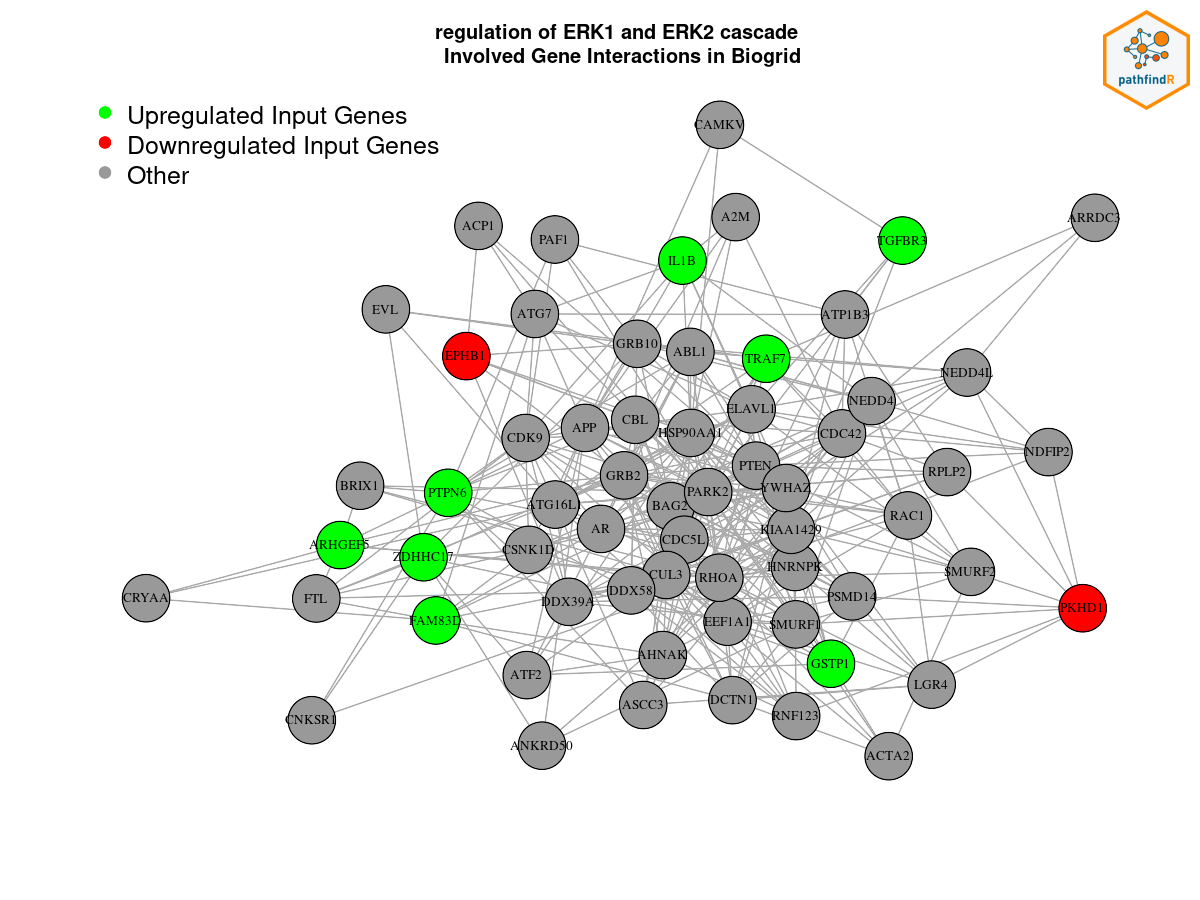 regulation of ERK1 and ERK2 cascade
Involved Gene Interactions in Biogrid
pathfindR
Upregulated Input Genes
Downregulated Input Genes
Other
CAMKV
A2M
ARRDC3
ACP1
PAF1
TGFBR3
IL1B
EVL
ATG7
ATP1B3
GRB10
ABL1
EPHB1
TRAF7
NEDD4L
NEDD4
ELAVL1
CBL
APP
HSP90AA1
CDC42
CDK9
NDFIP2
PTEN
RPLP2
GRB2
BRIX1
PTPN6
PARK2
YWHAZ
ATG16L1
BAG2
RAC1
AR
KIAA1429
CDC5L
ARHGEF5
CSNK1D
ZDHHC17
HNRNPK
SMURF2
CUL3
RHOA
DDX58
CRYAA
FTL
DDX39A
PSMD14
PKHD1
FAM83D
EEF1A1
SMURF1
AHNAK
GSTP1
ATF2
LGR4
ASCC3
DCTN1
RNF123
CNKSR1
ANKRD50
ACTA2